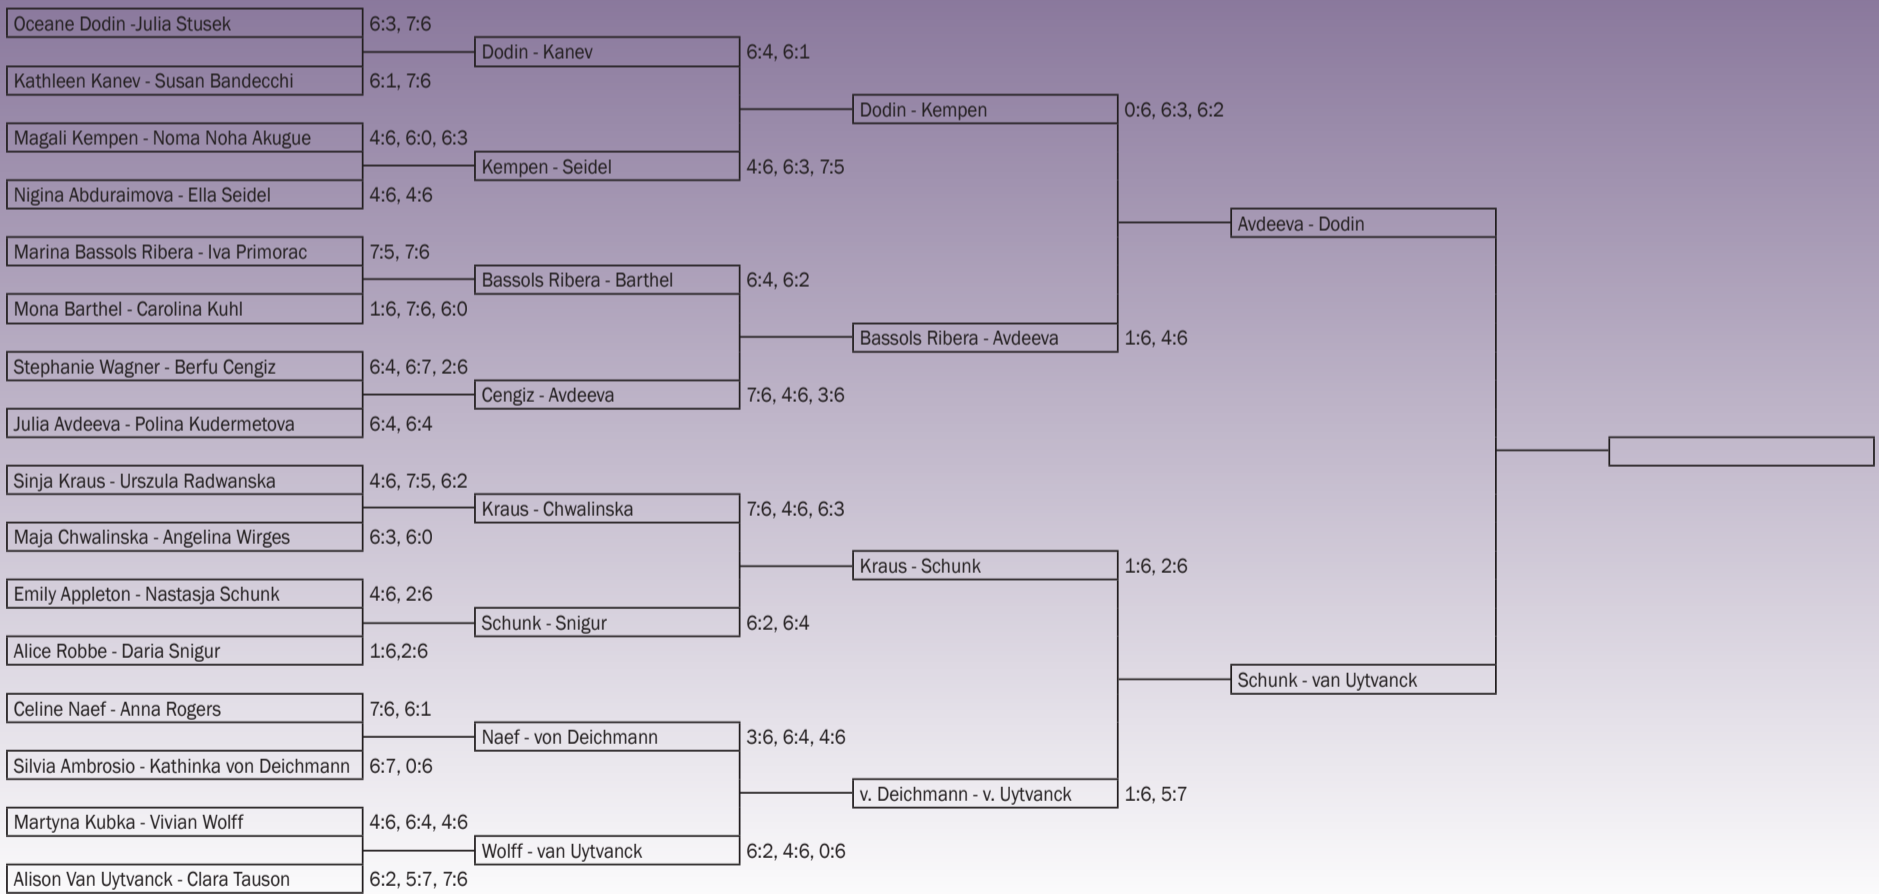 Oceane Dodin -Julia Stusek 6:3, 7:6
Kathleen Kanev - Susan Bandecchi 6:1, 7:6
Magali Kempen - Noma Noha Akugue 4:6, 6:0, 6:3
Nigina Abduraimova - Ella Seidel 4:6, 4:6
Marina Bassols Ribera - Iva Primorac 7:5, 7:6
Mona Barthel - Carolina Kuhl 1:6, 7:6, 6:0
Stephanie Wagner - Berfu Cengiz 6:4, 6:7, 2:6
Julia Avdeeva - Polina Kudermetova 6:4, 6:4
Sinja Kraus - Urszula Radwanska 4:6, 7:5, 6:2
Maja Chwalinska - Angelina Wirges 6:3, 6:0
Emily Appleton - Nastasja Schunk 4:6, 2:6
Alice Robbe - Daria Snigur 1:6,2:6
Celine Naef - Anna Rogers 7:6, 6:1
Silvia Ambrosio - Kathinka von Deichmann 6:7, 0:6
Martyna Kubka - Vivian Wolff 4:6, 6:4, 4:6
Alison Van Uytvanck - Clara Tauson 6:2, 5:7, 7:6
Dodin - Kanev 6:4, 6:1
Kempen - Seidel 4:6, 6:3, 7:5
Bassols Ribera - Barthel 6:4, 6:2
Cengiz - Avdeeva 7:6, 4:6, 3:6
Kraus - Chwalinska 7:6, 4:6, 6:3
Schunk - Snigur 6:2, 6:4
Naef - von Deichmann 3:6, 6:4, 4:6
Wolff - van Uytvanck 6:2, 4:6, 0:6
Dodin - Kempen 0:6, 6:3, 6:2
Bassols Ribera - Avdeeva 1:6, 4:6
Kraus - Schunk 1:6, 2:6
v. Deichmann - v. Uytvanck 1:6, 5:7
Avdeeva - Dodin
Schunk - van Uytvanck